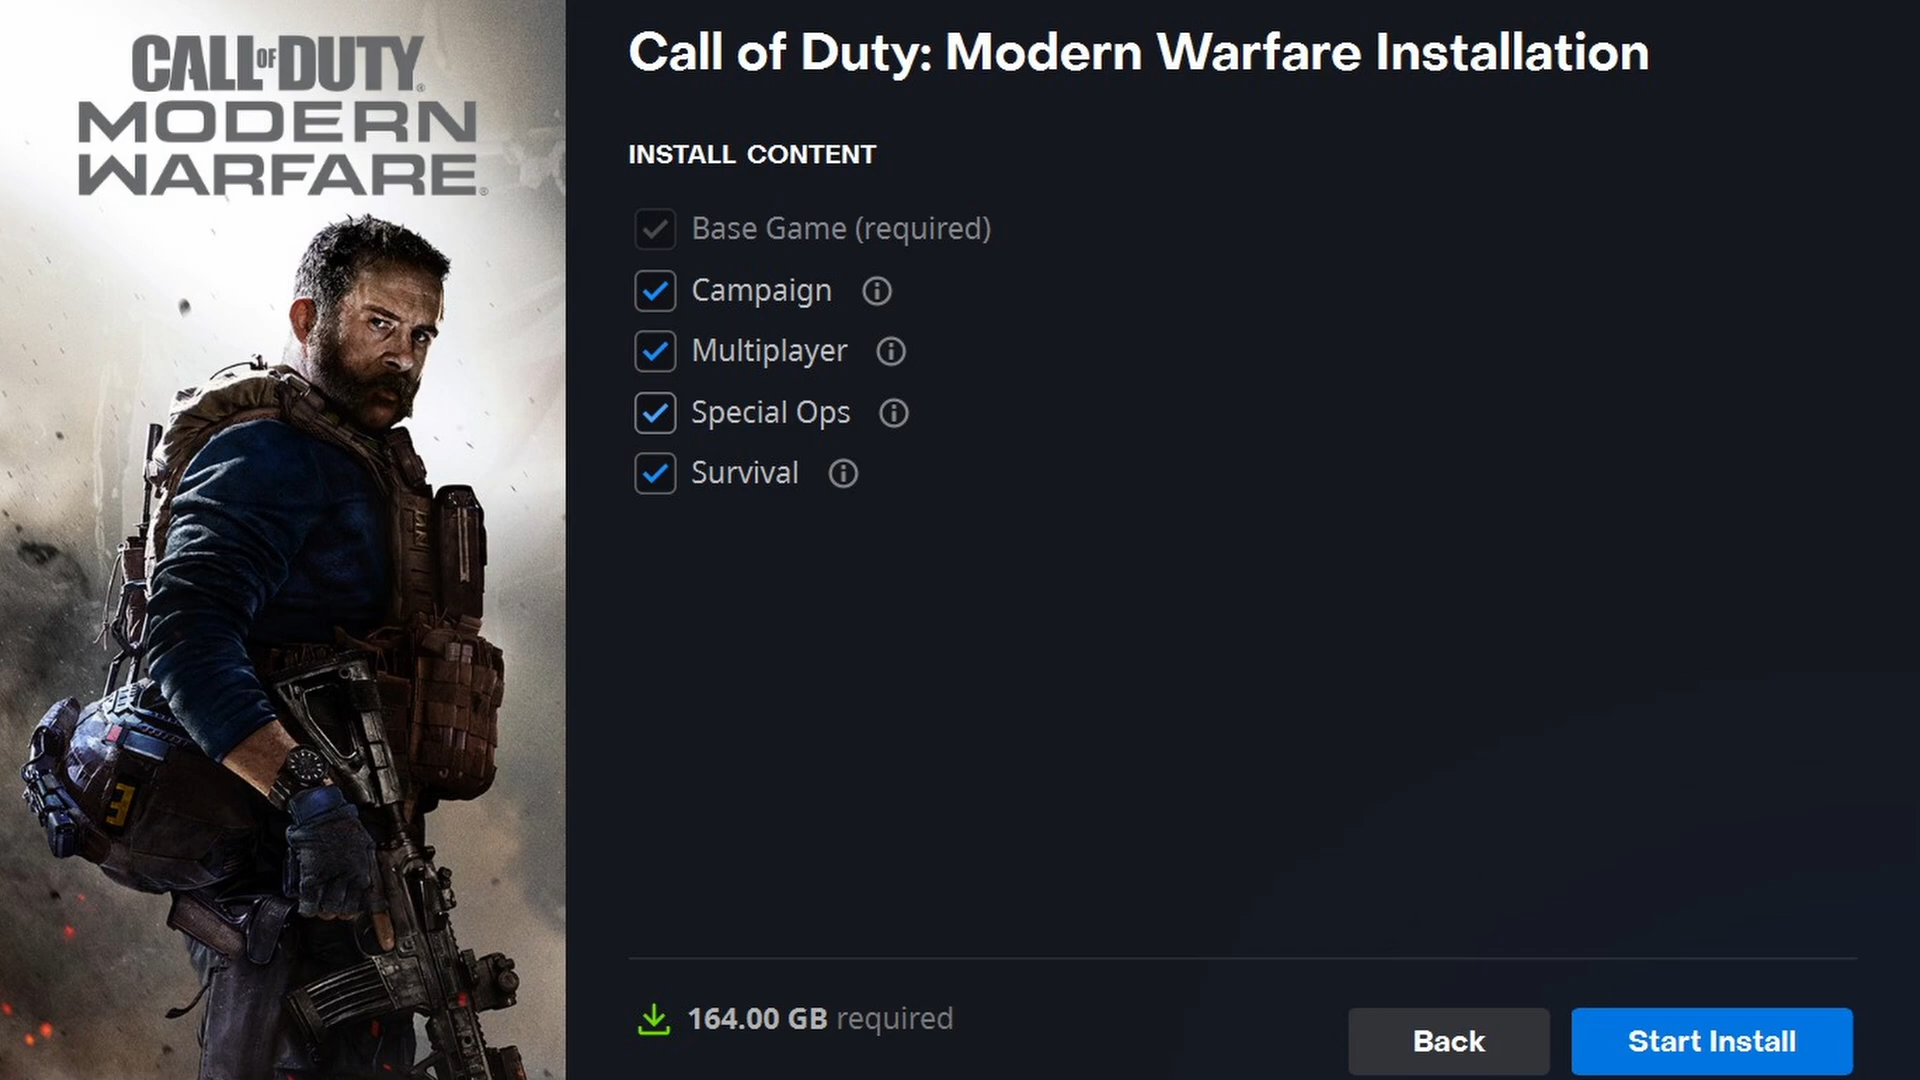 CALL OF DUTY®
MODERN
WARFARE®
Call of Duty: Modern Warfare Installation
INSTALL CONTENT
Base Game (required)
Campaign
Multiplayer
Special Ops
Survival
164.00 GB required
Back
Start Install